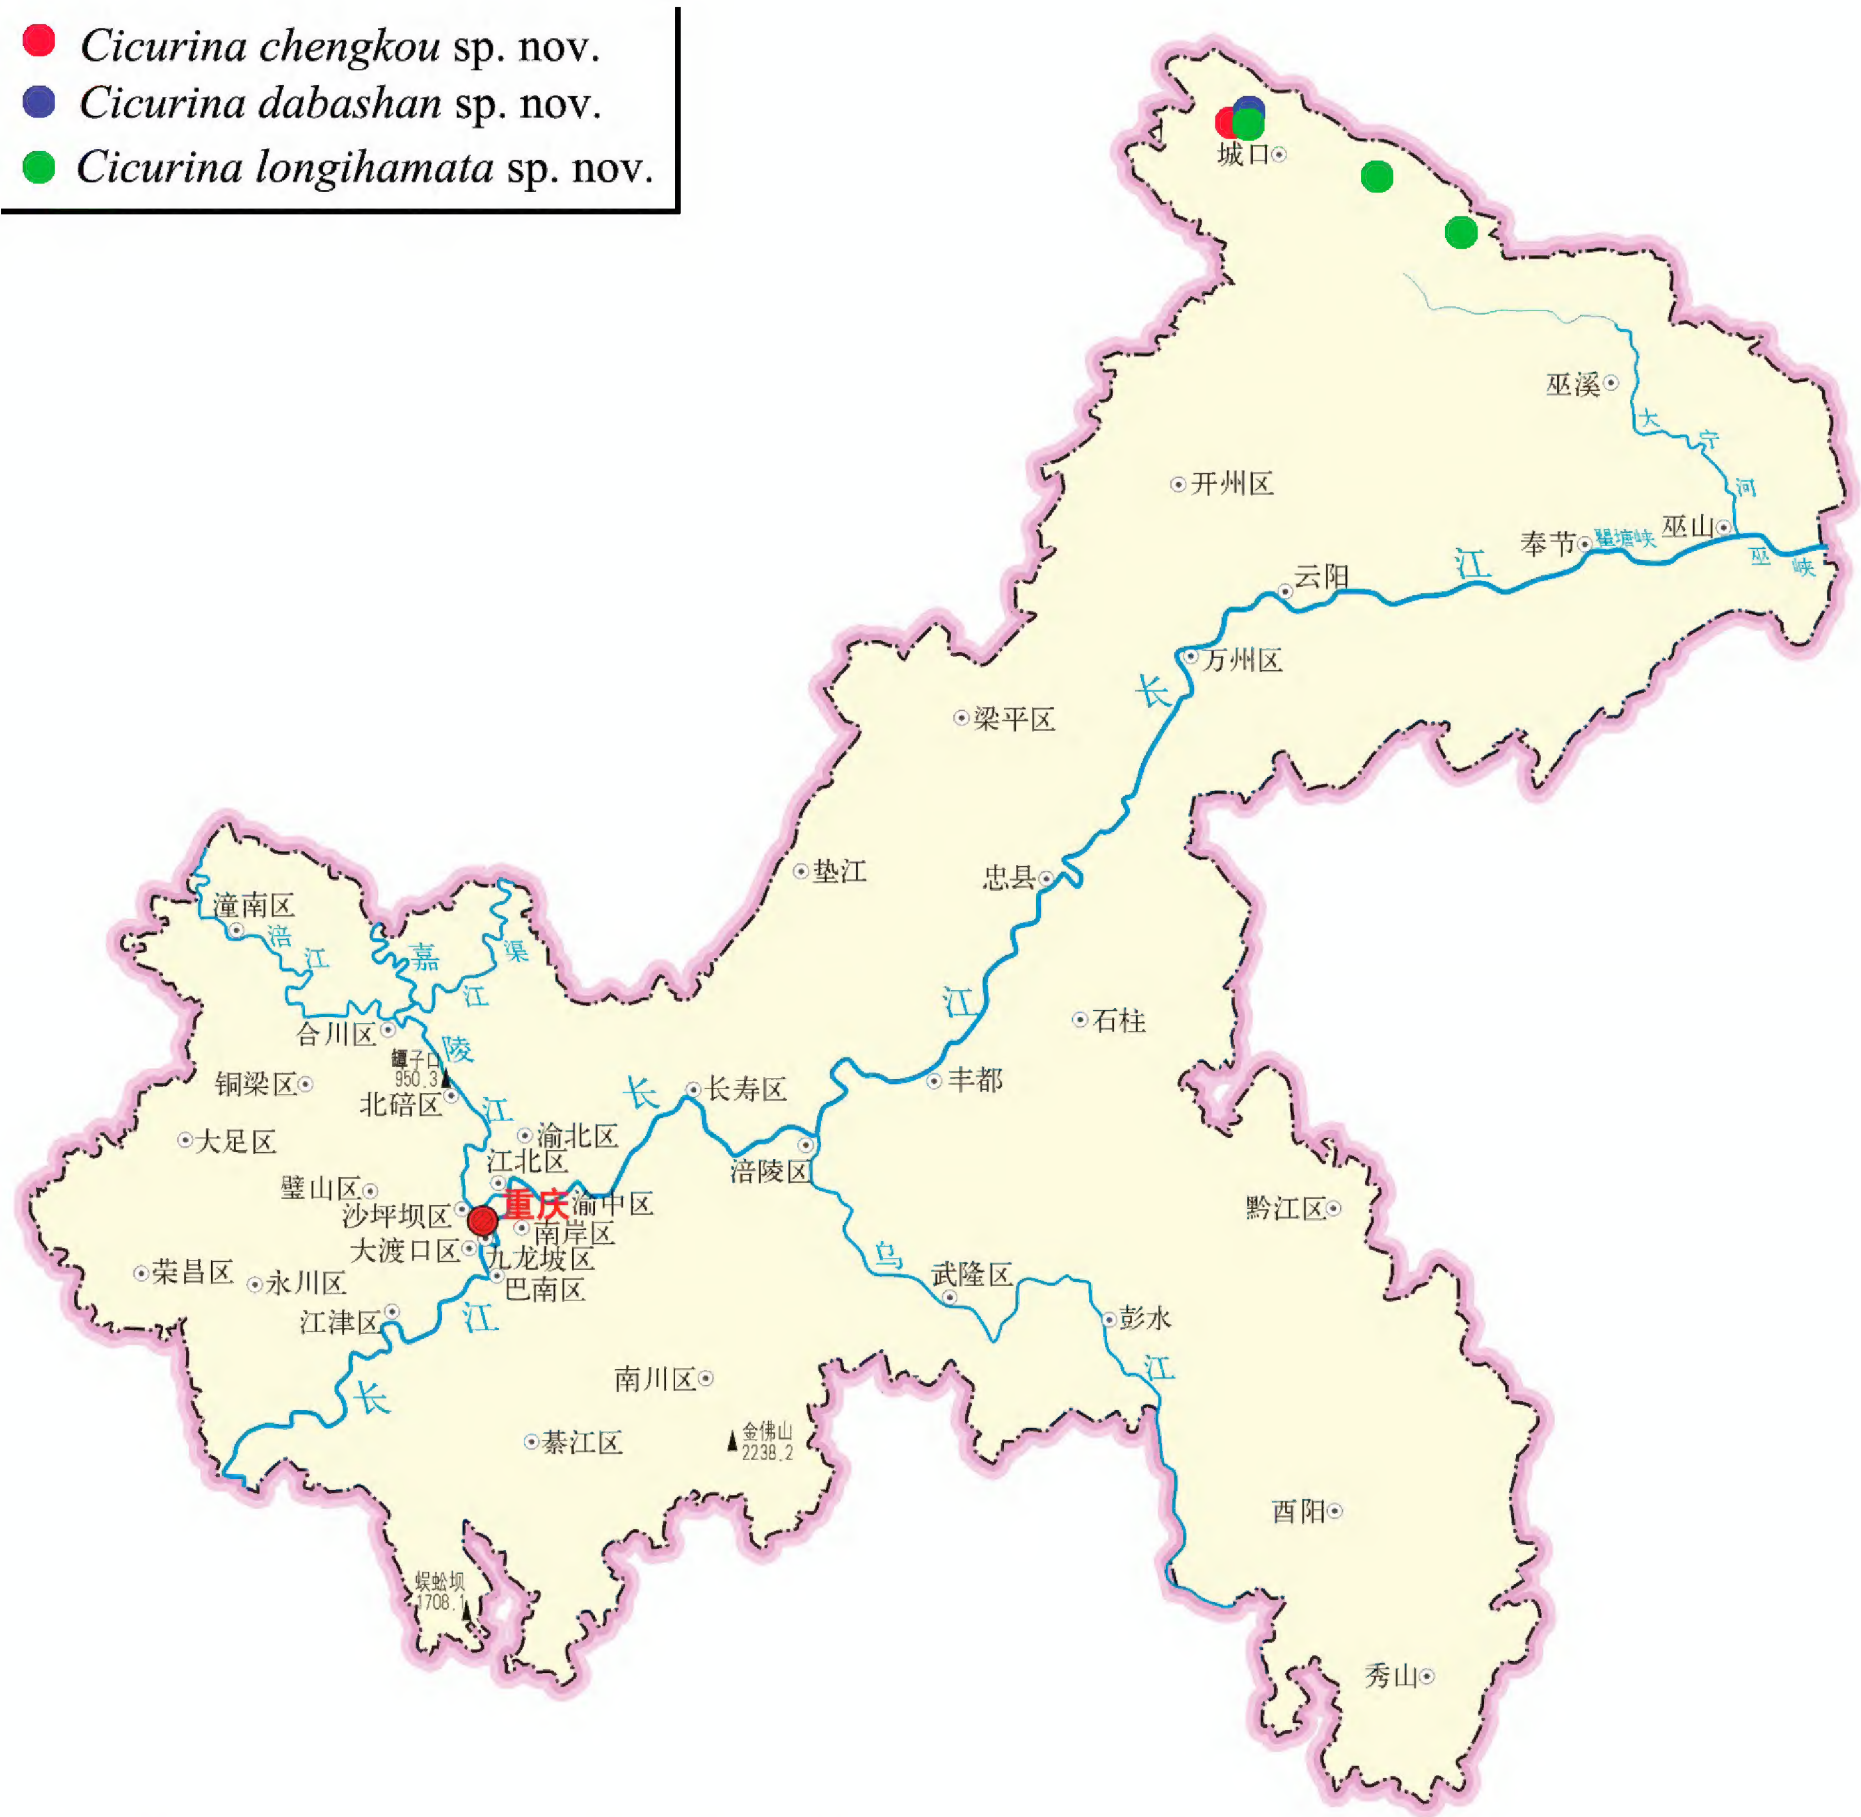 Cicurina chengkou sp. nov.
Cicurina dabashan sp. nov.
Cicurina longihamata sp. nov.
城口
巫溪
大
宁
河
开州区
奉节
瞿塘峡
巫山
巫
峡
江
云阳
万州区
长
梁平区
垫江
忠县
潼南区
涪
江
嘉
渠
江
江
石柱
合川区
陵
罈子口
950.3
铜梁区
北碚区
江
长
长寿区
丰都
大足区
渝北区
江北区
涪陵区
璧山区
重庆
渝中区
沙坪坝区
南岸区
黔江区
大渡口区
九龙坡区
乌
武隆区
荣昌区
永川区
巴南区
江津区
江
彭水
江
南川区
长
綦江区
金佛山
2238.2
酉阳
蜈蚣坝
1708.1
秀山